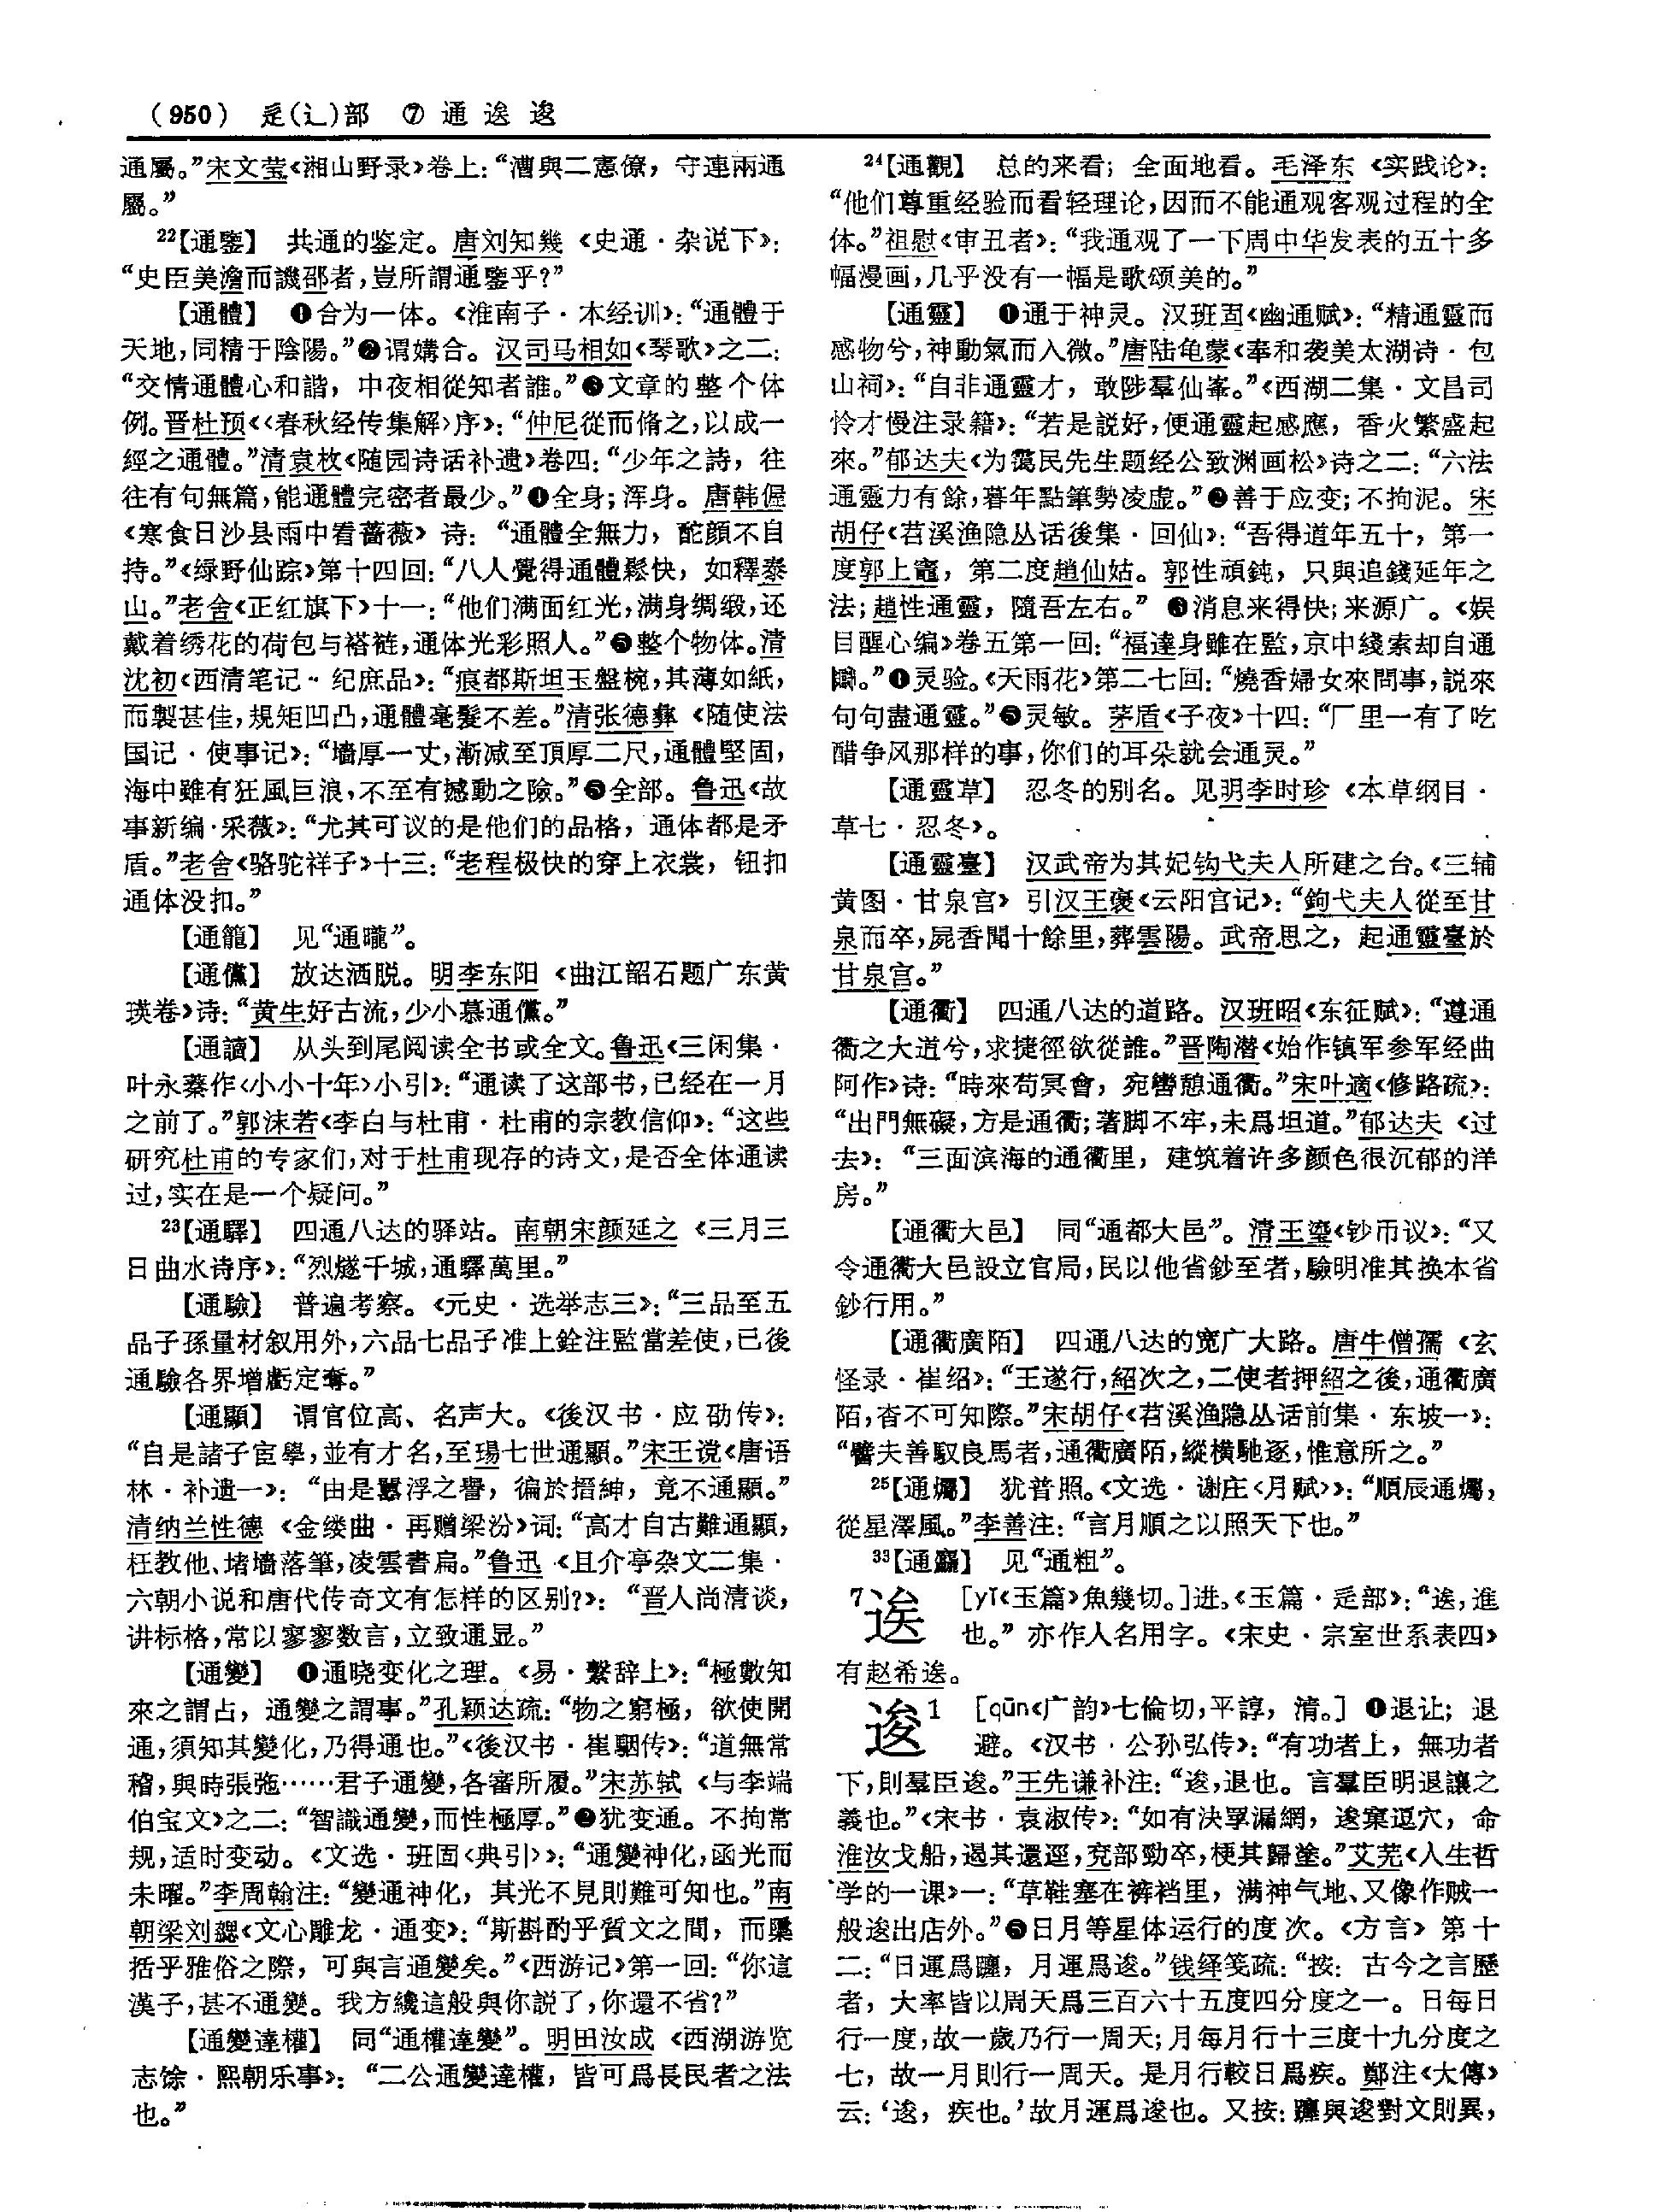 （950） 辵(辶)部 ⑦ 通 逘 逡
通屬。”宋文莹《湘山野录》卷上：“漕與二憲僚，守連兩通
屬。”
22【通鑒】 共通的鉴定。唐刘知幾《史通·杂说下》：
“史臣美澹而譏邵者，豈所謂通鑒乎？”
【通體】 ❶合为一体。《淮南子·本经训》：“通體于
天地，同精于陰陽。”❷谓媾合。汉司马相如《琴歌》之二：
“交情通體心和諧，中夜相從知者誰。”❸文章的整个体
例。晋杜预《〈春秋经传集解〉序》：“仲尼從而脩之，以成一
經之通體。”清袁枚《随园诗话补遗》卷四：“少年之詩，往
往有句無篇，能通體完密者最少。”❹全身；浑身。唐韩偓
《寒食日沙县雨中看蔷薇》诗：“通體全無力，酡顔不自
持。”《绿野仙踪》第十四回：“八人覺得通體鬆快，如釋泰
山。”老舍《正红旗下》十一：“他们满面红光，满身绸缎，还
戴着绣花的荷包与褡裢，通体光彩照人。”❺整个物体。清
沈初《西清笔记·纪庶品》：“痕都斯坦玉盤椀，其薄如紙，
而製甚佳，規矩凹凸，通體毫髮不差。”清张德彝《随使法
国记·使事记》：“墻厚一丈，漸減至頂厚二尺，通體堅固，
海中雖有狂風巨浪，不至有撼動之險。”❺全部。鲁迅《故
事新编·采薇》：“尤其可议的是他们的品格，通体都是矛
盾。”老舍《骆驼祥子》十三：“老程极快的穿上衣裳，钮扣
通体没扣。”
【通籠】 见“通曨”。
【通儻】 放达洒脱。明李东阳《曲江韶石题广东黄
瑛卷》诗：“黄生好古流，少小慕通儻。”
【通讀】 从头到尾阅读全书或全文。鲁迅《三闲集·
叶永蓁作〈小小十年〉小引》：“通读了这部书，已经在一月
之前了。”郭沫若《李白与杜甫·杜甫的宗教信仰》：“这些
研究杜甫的专家们，对于杜甫现存的诗文，是否全体通读
过，实在是一个疑问。”
23【通驛】 四通八达的驿站。南朝宋颜延之《三月三
日曲水诗序》：“烈燧千城，通驛萬里。”
【通驗】 普遍考察。《元史·选举志三》：“三品至五
品子孫量材叙用外，六品七品子准上銓注監當差使，已後
通驗各界增虧定奪。”
【通顯】 谓官位高、名声大。《後汉书·应劭传》：
“自是諸子宦學，並有才名，至瑒七世通顯。”宋王谠《唐语
林·补遗一》：“由是囂浮之譽，徧於搢紳，竟不通顯。”
清纳兰性德《金缕曲·再赠梁汾》词：“高才自古難通顯，
枉教他、堵墙落筆，凌雲書扁。”鲁迅《且介亭杂文二集·
六朝小说和唐代传奇文有怎样的区别？》：“晋人尚清谈，
讲标格，常以寥寥数言，立致通显。”
【通變】 ❶通晓变化之理。《易·繫辞上》：“極數知
來之謂占，通變之謂事。”孔颖达疏：“物之窮極，欲使開
通，須知其變化，乃得通也。”《後汉书·崔駰传》：“道無常
稽，與時張弛……君子通變，各審所履。”宋苏轼《与李端
伯宝文》之二：“智識通變，而性極厚。”❷犹变通。不拘常
规，适时变动。《文选·班固〈典引〉》：“通變神化，函光而
未曜。”李周翰注：“變通神化，其光不見則難可知也。”南
朝梁刘勰《文心雕龙·通变》：“斯斟酌乎質文之間，而櫽
括乎雅俗之際，可與言通變矣。”《西游记》第一回：“你這
漢子，甚不通變。我方纔這般與你説了，你還不省？”
【通變達權】 同“通權達變”。明田汝成《西湖游览
志馀·熙朝乐事》：“二公通變達權，皆可爲長民者之法
也。”
24【通觀】 总的来看；全面地看。毛泽东《实践论》：
“他们尊重经验而看轻理论，因而不能通观客观过程的全
体。”祖慰《审丑者》：“我通观了一下周中华发表的五十多
幅漫画，几乎没有一幅是歌颂美的。”
【通靈】 ❶通于神灵。汉班固《幽通赋》：“精通靈而
感物兮，神動氣而入微。”唐陆龟蒙《奉和袭美太湖诗·包
山祠》：“自非通靈才，敢陟羣仙峯。”《西湖二集·文昌司
怜才慢注录籍》：“若是説好，便通靈起感應，香火繁盛起
來。”郁达夫《为霭民先生题经公致渊画松》诗之二：“六法
通靈力有餘，暮年點筆勢凌虚。”❷善于应变；不拘泥。宋
胡仔《苕溪渔隐丛话後集·回仙》：“吾得道年五十，第一
度郭上竈，第二度趙仙姑。郭性頑鈍，只與追錢延年之
法；趙性通靈，隨吾左右。”❸消息来得快；来源广。《娱
目醒心编》卷五第一回：“福達身雖在監，京中綫索却自通
靈。”❹灵验。《天雨花》第二七回：“燒香婦女來問事，説來
句句盡通靈。”❺灵敏。茅盾《子夜》十四：“厂里一有了吃
醋争风那样的事，你们的耳朵就会通灵。”
【通靈草】 忍冬的别名。见明李时珍《本草纲目·
草七·忍冬》。
【通靈臺】 汉武帝为其妃钩弋夫人所建之台。《三辅
黄图·甘泉宫》引汉王褒《云阳宫记》：“鉤弋夫人從至甘
泉而卒，屍香聞十餘里，葬雲陽。武帝思之，起通靈臺於
甘泉宫。”
【通衢】 四通八达的道路。汉班昭《东征赋》：“遵通
衢之大道兮，求捷徑欲從誰。”晋陶潜《始作镇军参军经曲
阿作》诗：“時來苟冥會，宛轡憩通衢。”宋叶適《修路疏》：
“出門無礙，方是通衢；著脚不牢，未爲坦道。”郁达夫《过
去》：“三面滨海的通衢里，建筑着许多颜色很沉郁的洋
房。”
【通衢大邑】 同“通都大邑”。清王鎏《钞币议》：“又
令通衢大邑設立官局，民以他省鈔至者，驗明准其换本省
鈔行用。”
【通衢廣陌】 四通八达的宽广大路。唐牛僧孺《玄
怪录·崔绍》：“王遂行，紹次之，二使者押紹之後，通衢廣
陌，杳不可知際。”宋胡仔《苕溪渔隐丛话前集·东坡一》：
“譬夫善馭良馬者，通衢廣陌，縱横馳逐，惟意所之。”
25【通爥】 犹普照。《文选·谢庄〈月赋〉》：“順辰通爥，
從星澤風。”李善注：“言月順之以照天下也。”
33【通麤】 见“通粗”。
7逘 [yǐ《玉篇》魚幾切。]进。《玉篇·辵部》：“逘，進
也。”亦作人名用字。《宋史·宗室世系表四》
有赵希逘。
逡1 [qūn《广韵》七倫切，平諄，清。] ❶退让；退
避。《汉书·公孙弘传》：“有功者上，無功者
下，則羣臣逡。”王先谦补注：“逡，退也。言羣臣明退讓之
義也。”《宋书·袁淑传》：“如有決罦漏網，逡窠逗穴，命
淮汝戈船，遏其還逕，兖部勁卒，梗其歸塗。”艾芜《人生哲
学的一课》一：“草鞋塞在裤裆里，满神气地、又像作贼一
般逡出店外。”❺日月等星体运行的度次。《方言》第十
二：“日運爲躔，月運爲逡。”钱绎笺疏：“按：古今之言歷
者，大率皆以周天爲三百六十五度四分度之一。日每日
行一度，故一歲乃行一周天；月每月行十三度十九分度之
七，故一月則行一周天。是月行較日爲疾。鄭注《大傳》
云：‘逡，疾也。’故月運爲逡也。又按：躔與逡對文則異，